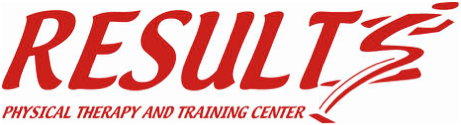 RESULTS
PHYSICAL THERAPY AND TRAINING CENTER